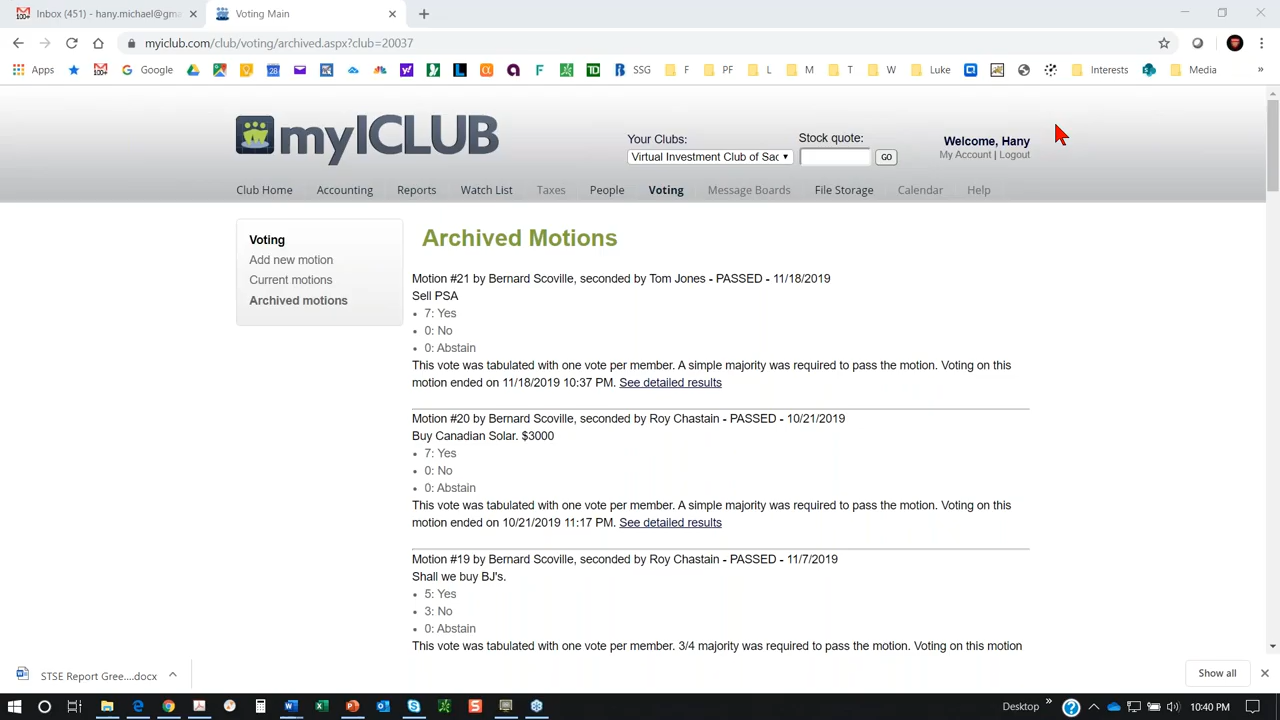 Inbox (451) - hany.michael@gma
Voting Main
myiclub.com/club/voting/archived.aspx?club=20037
Apps
Google
SSG
F
PF
L
M
T
W
Luke
Interests
Media
»
myICLUB
Your Clubs:
Virtual Investment Club of Sac
Stock quote:
GO
Welcome, Hany
My Account | Logout
Club Home
Accounting
Reports
Watch List
Taxes
People
Voting
Message Boards
File Storage
Calendar
Help
Voting
Add new motion
Current motions
Archived motions
Archived Motions
Motion #21 by Bernard Scoville, seconded by Tom Jones - PASSED - 11/18/2019
Sell PSA
• 7: Yes
• 0: No
• 0: Abstain
This vote was tabulated with one vote per member. A simple majority was required to pass the motion. Voting on this
motion ended on 11/18/2019 10:37 PM. See detailed results
Motion #20 by Bernard Scoville, seconded by Roy Chastain - PASSED - 10/21/2019
Buy Canadian Solar. $3000
• 7: Yes
• 0: No
• 0: Abstain
This vote was tabulated with one vote per member. A simple majority was required to pass the motion. Voting on this
motion ended on 10/21/2019 11:17 PM. See detailed results
Motion #19 by Bernard Scoville, seconded by Roy Chastain - PASSED - 11/7/2019
Shall we buy BJ's.
• 5: Yes
• 3: No
• 0: Abstain
This vote was tabulated with one vote per member. 3/4 majority was required to pass the motion. Voting on this motion
STSE Report Gree....docx
Show all
Desktop
»
10:40 PM